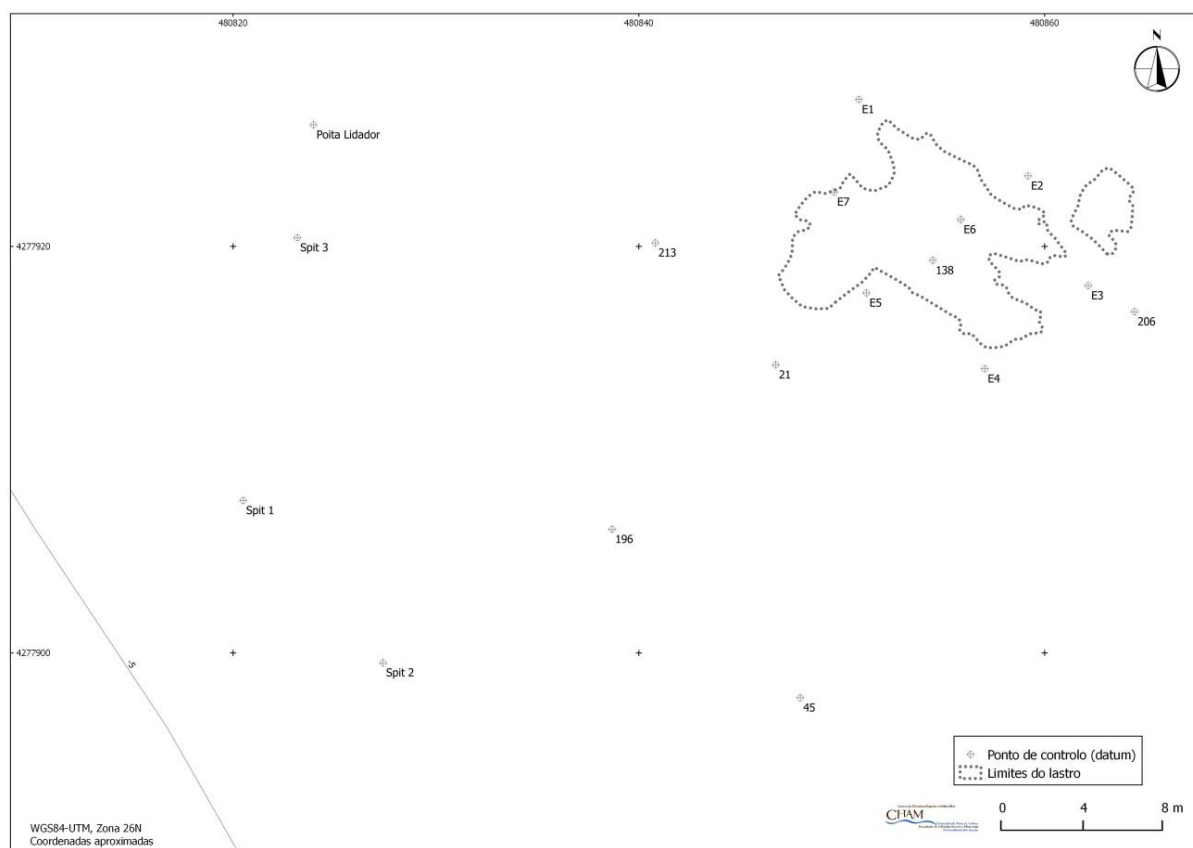 480820
480840
480860
N
E1
Poita Lidador
E2
E7
E6
4277920
Spit 3
213
138
E5
E3
206
21
E4
Spit 1
196
4277900
-5
Spit 2
45
Ponto de controlo (datum)
Limites do lastro
CHAM
0 4 8 m
WGS84-UTM, Zona 26N
Coordenadas aproximadas